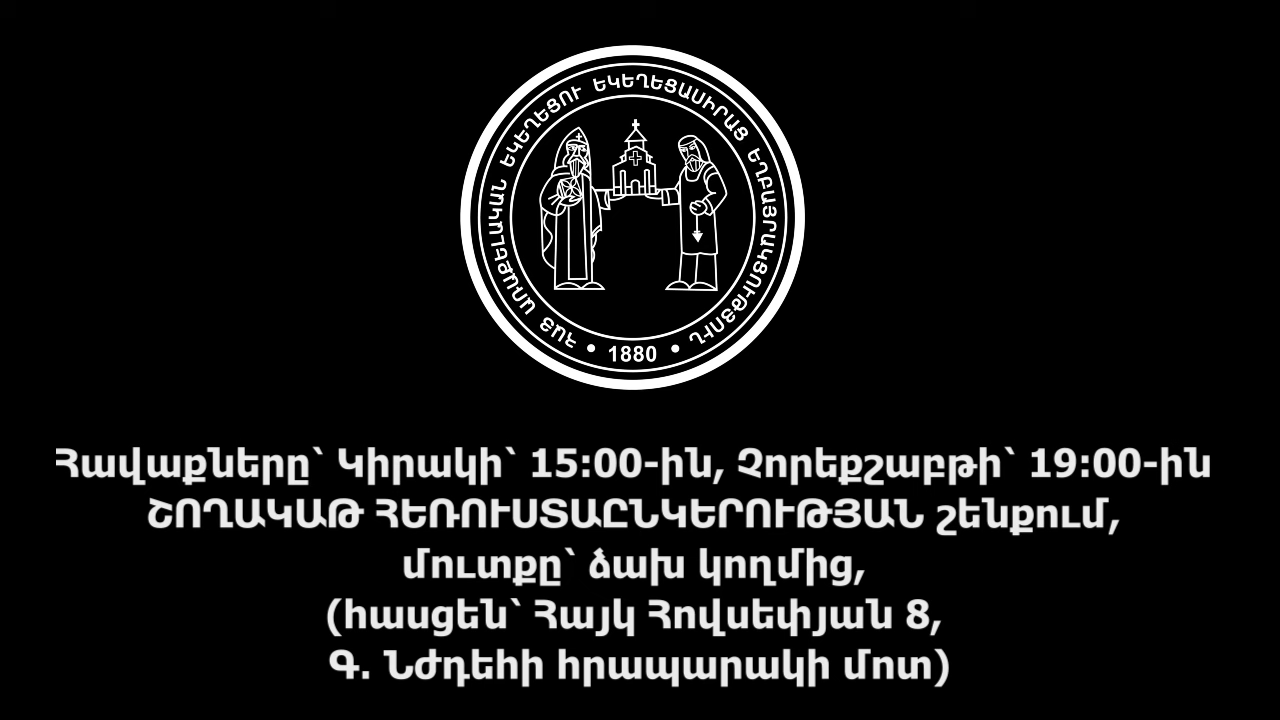 ՀԱՅ ԱՌԱՔԵԼԱԿԱՆ ԵԿԵՂԵՑՈՒ ԵԿԵՂԵՑԱՍԻՐԱՑ ԵՂԲԱՅՐԱԿՑՈՒԹՅՈՒՆ
• 1880 •
Հավաքները՝ Կիրակի՝ 15:00-ին, Չորեքշաբթի՝ 19:00-ին
ՇՈՂԱԿԱԹ ՀԵՌՈՒՍՏԱԸՆԿԵՐՈՒԹՅԱՆ շենքում,
մուտքը՝ ձախ կողմից,
(հասցեն՝ Հայկ Հովսեփյան 8,
Գ. Նժդեհի հրապարակի մոտ)